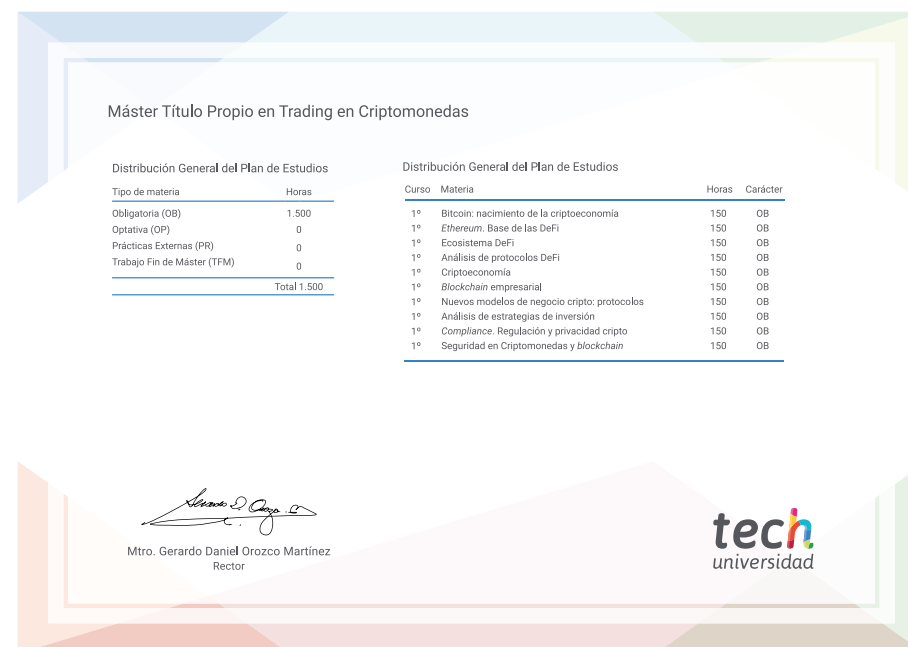 Máster Título Propio en Trading en Criptomonedas
Distribución General del Plan de Estudios
Tipo de materia Horas
Obligatoria (OB) 1.500
Optativa (OP) 0
Prácticas Externas (PR) 0
Trabajo Fin de Máster (TFM) 0
Total 1.500
Distribución General del Plan de Estudios
Curso Materia Horas Carácter
1º Bitcoin: nacimiento de la criptoeconomía 150 OB
1º Ethereum. Base de las DeFi 150 OB
1º Ecosistema DeFi 150 OB
1º Análisis de protocolos DeFi 150 OB
1º Criptoeconomía 150 OB
1º Blockchain empresarial 150 OB
1º Nuevos modelos de negocio cripto: protocolos 150 OB
1º Análisis de estrategias de inversión 150 OB
1º Compliance. Regulación y privacidad cripto 150 OB
1º Seguridad en Criptomonedas y blockchain 150 OB
Mtro. Gerardo Daniel Orozco Martínez
Rector
tech
universidad